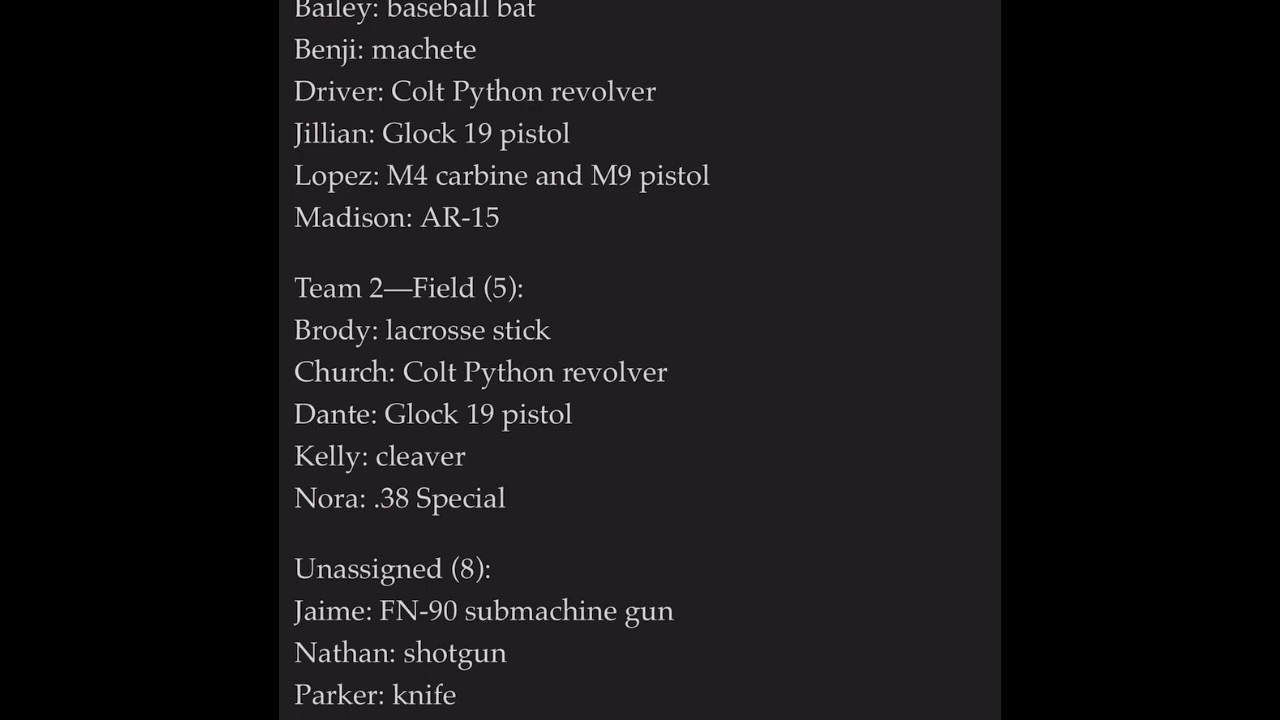 Bailey: baseball bat
Benji: machete
Driver: Colt Python revolver
Jillian: Glock 19 pistol
Lopez: M4 carbine and M9 pistol
Madison: AR-15
Team 2—Field (5):
Brody: lacrosse stick
Church: Colt Python revolver
Dante: Glock 19 pistol
Kelly: cleaver
Nora: .38 Special
Unassigned (8):
Jaime: FN-90 submachine gun
Nathan: shotgun
Parker: knife